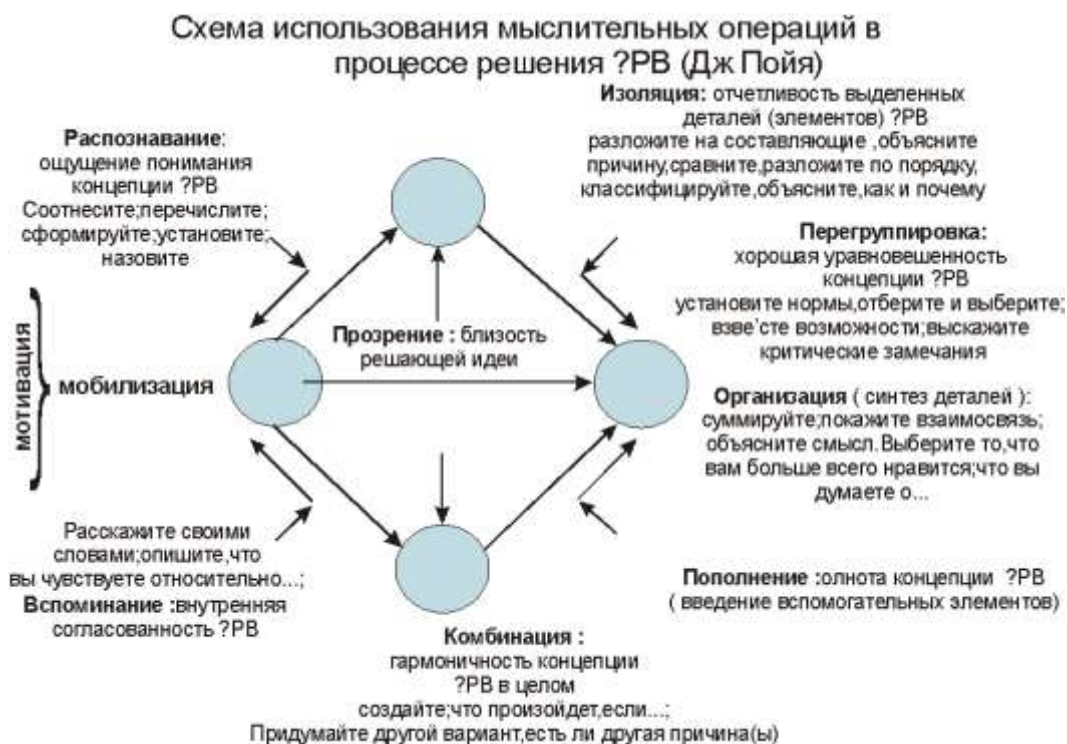 Схема использования мыслительных операций в
процессе решения ?РВ (Дж Пойя)
Распознавание:
ощущение понимания
концепции ?РВ
Соотнесите;перечислите;
сформируйте;установите;
назовите
Изоляция: отчетливость выделенных
деталей (элементов) ?РВ
разложите на составляющие ,объясните
причину,сравните,разложите по порядку,
классифицируйте,объясните,как и почему
Перегруппировка:
хорошая уравновешенность
концепции ?РВ
установите нормы,отберите и выберите;
взве'сте возможности;выскажите
критические замечания
Прозрение : близость
решающей идеи
мотивация
мобилизация
Организация ( синтез деталей ):
суммируйте;покажите взаимосвязь;
объясните смысл.Выберите то,что
вам больше всего нравится;что вы
думаете о...
Расскажите своими
словами;опишите,что
вы чувствуете относительно...;
Вспоминание :внутренняя
согласованность ?РВ
Пополнение :олнота концепции ?РВ
( введение вспомогательных элементов)
Комбинация :
гармоничность концепции
?РВ в целом
создайте;что произойдет,если...;
Придумайте другой вариант,есть ли другая причина(ы)